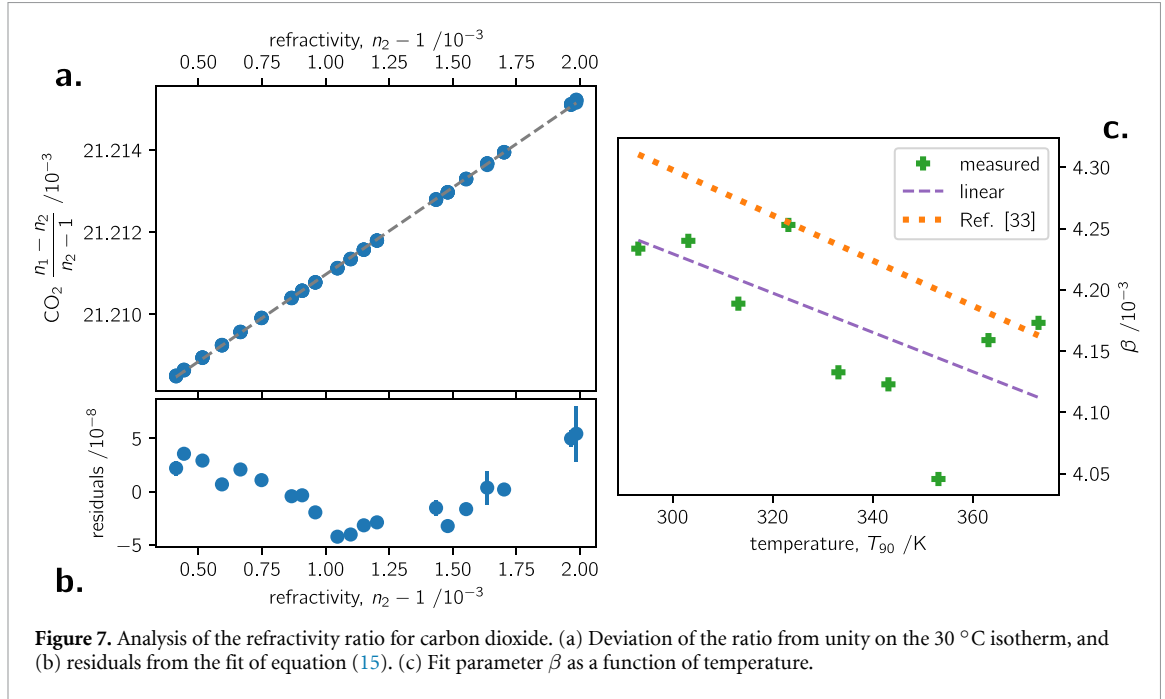 refractivity, n₂ − 1 /10⁻³
0.50 0.75 1.00 1.25 1.50 1.75 2.00
a.
21.214
21.212
21.210
CO₂ (n₁ − n₂)/(n₂ − 1) /10⁻³
5
0
−5
residuals /10⁻⁸
0.50 0.75 1.00 1.25 1.50 1.75 2.00
refractivity, n₂ − 1 /10⁻³
b.
c.
measured
linear
Ref. [33]
4.30
4.25
4.20
4.15
4.10
4.05
β /10⁻³
300 320 340 360
temperature, T₉₀ /K
Figure 7. Analysis of the refractivity ratio for carbon dioxide. (a) Deviation of the ratio from unity on the 30 °C isotherm, and
(b) residuals from the fit of equation (15). (c) Fit parameter β as a function of temperature.